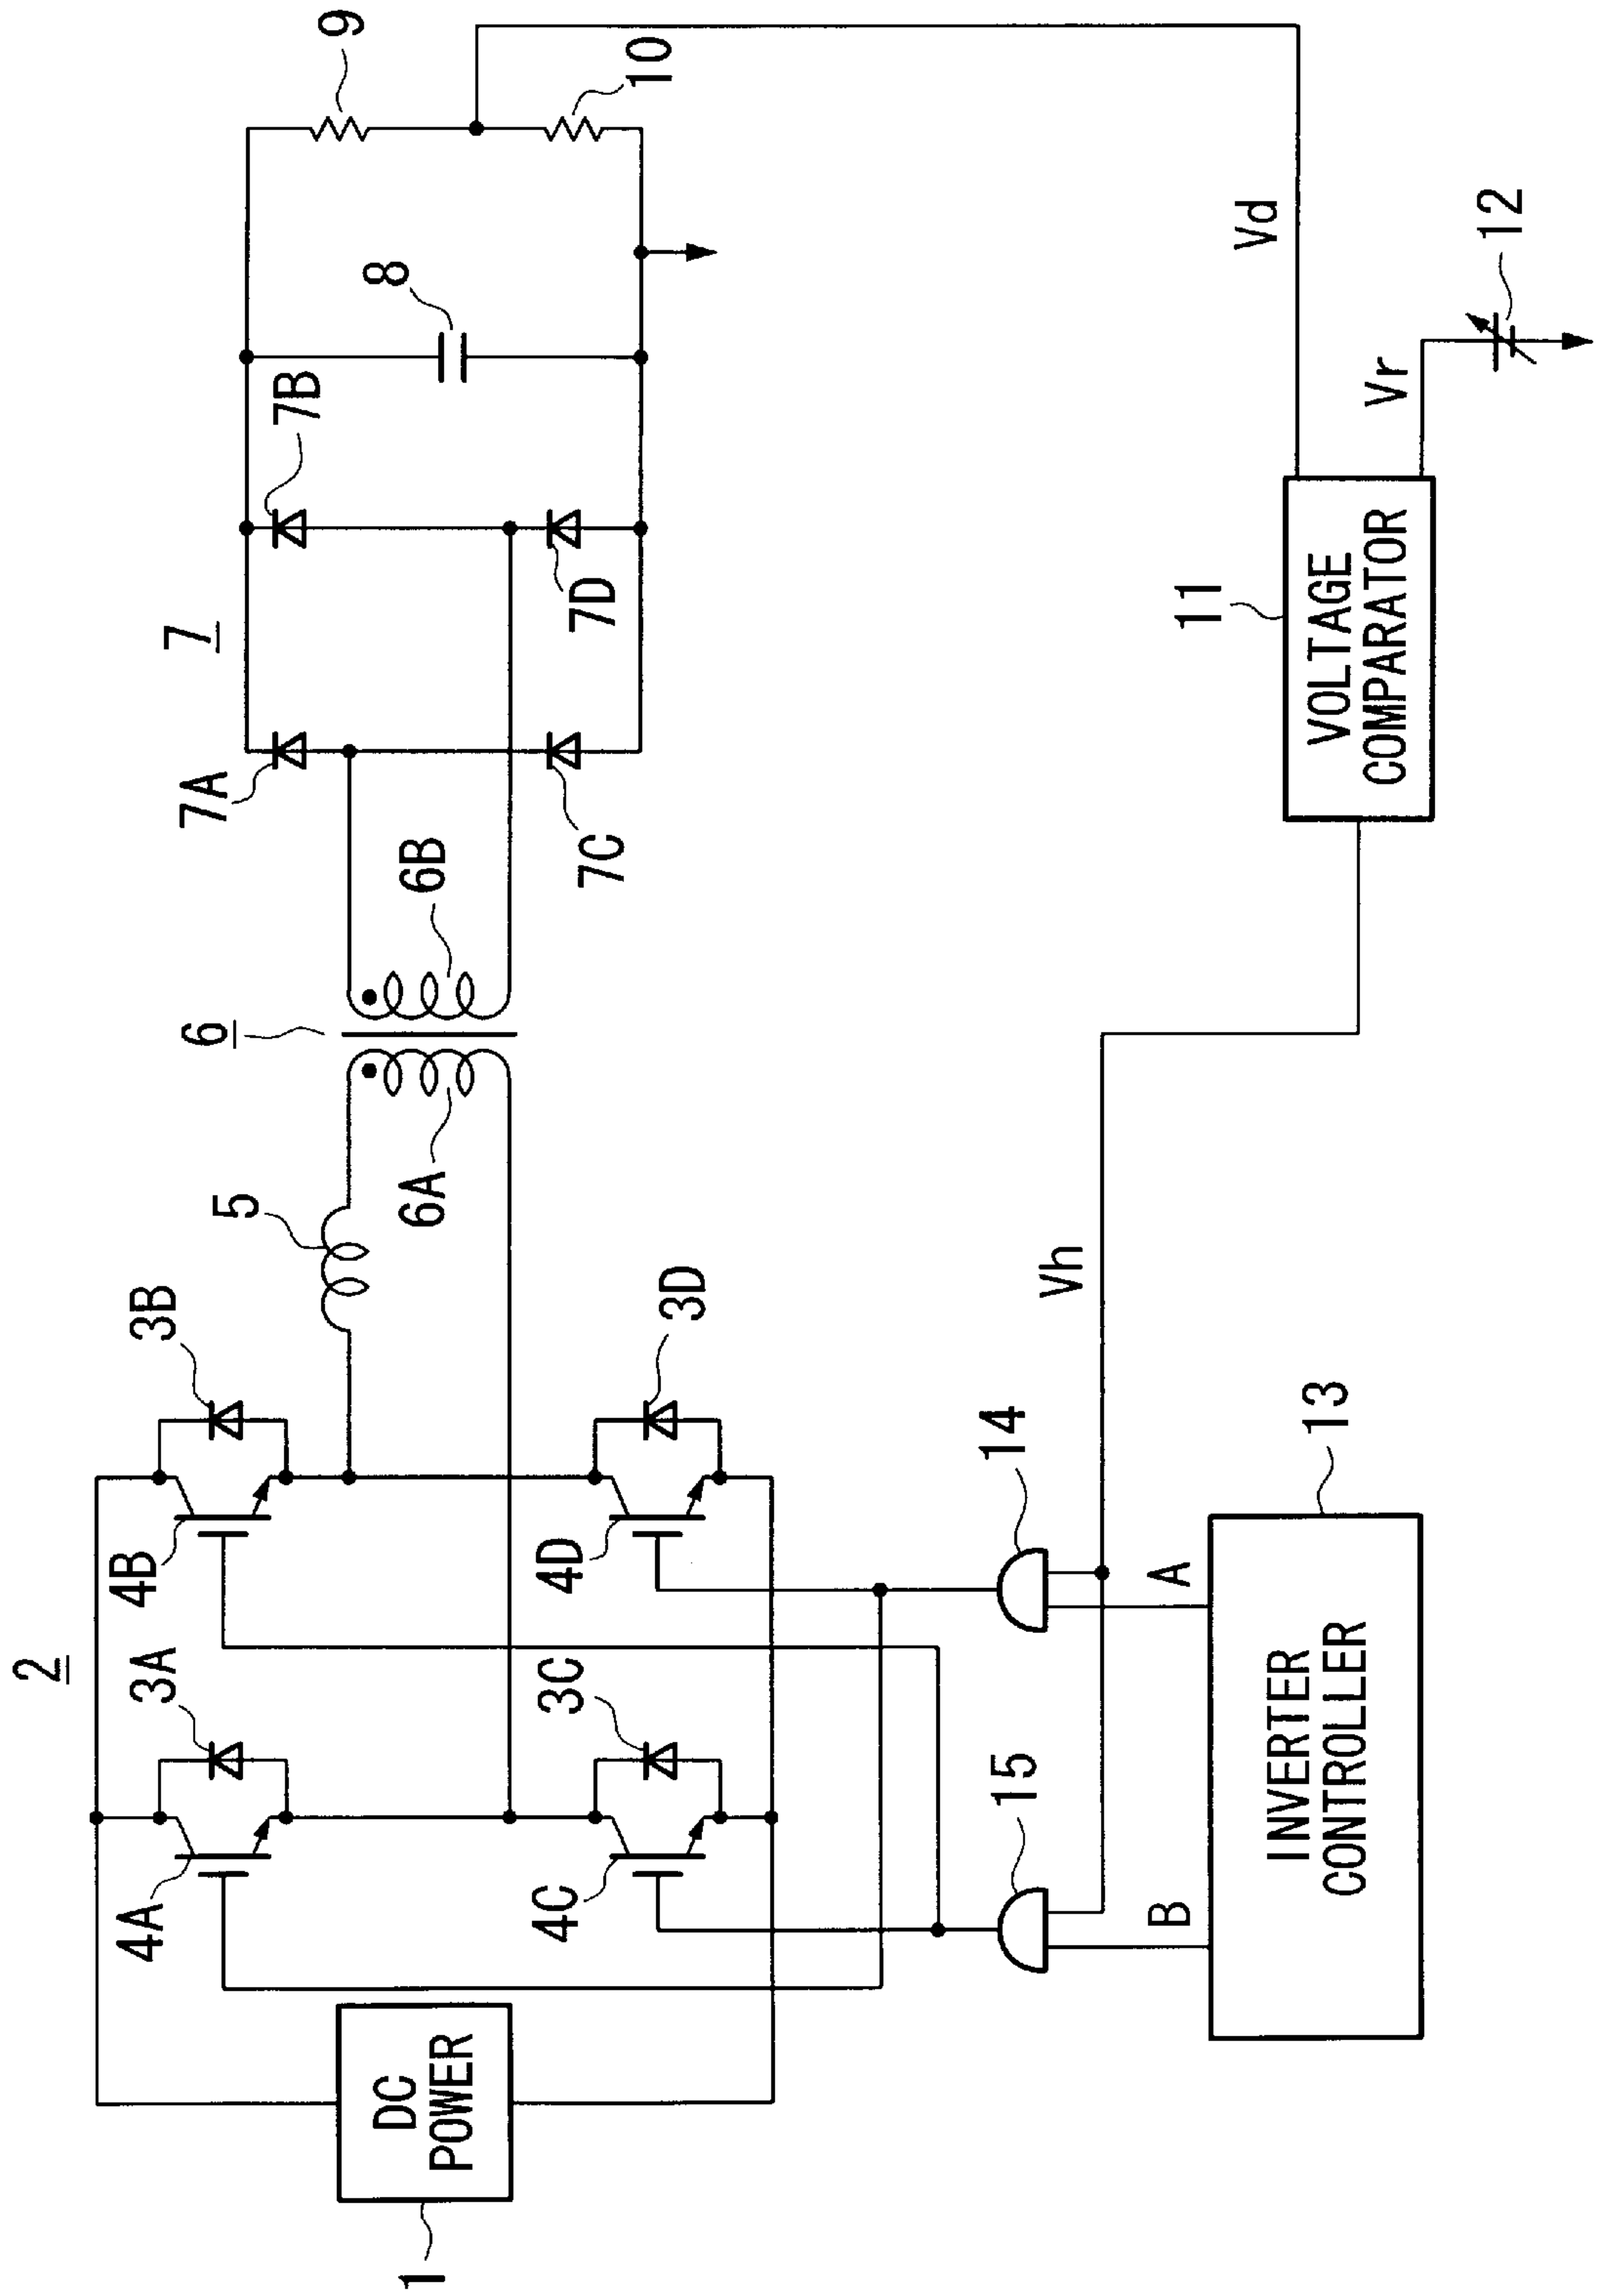 2
4A
3A
4B
3B
5
6
7A
7
7B
8
9
1
DC
POWER
4C
3C
4D
3D
6A
6B
7C
7D
10
15
14
Vh
11
Vd
B
A
INVERTER
CONTROLLER
13
VOLTAGE
COMPARATOR
Vr
12